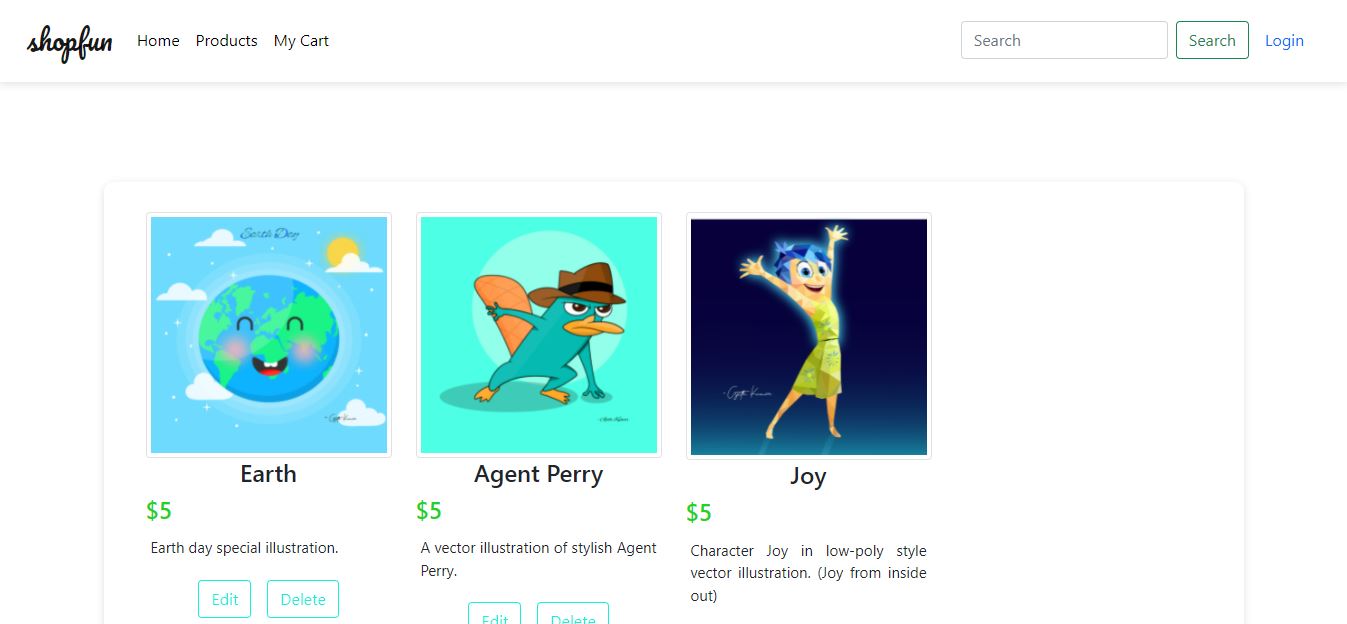 shopfun Home Products My Cart Search Search Login
Earth Day
Earth
$5
Earth day special illustration.
Edit Delete
Agent Perry
$5
A vector illustration of stylish Agent
Perry.
Edit Delete
Joy
$5
Character Joy in low-poly style
vector illustration. (Joy from inside
out)